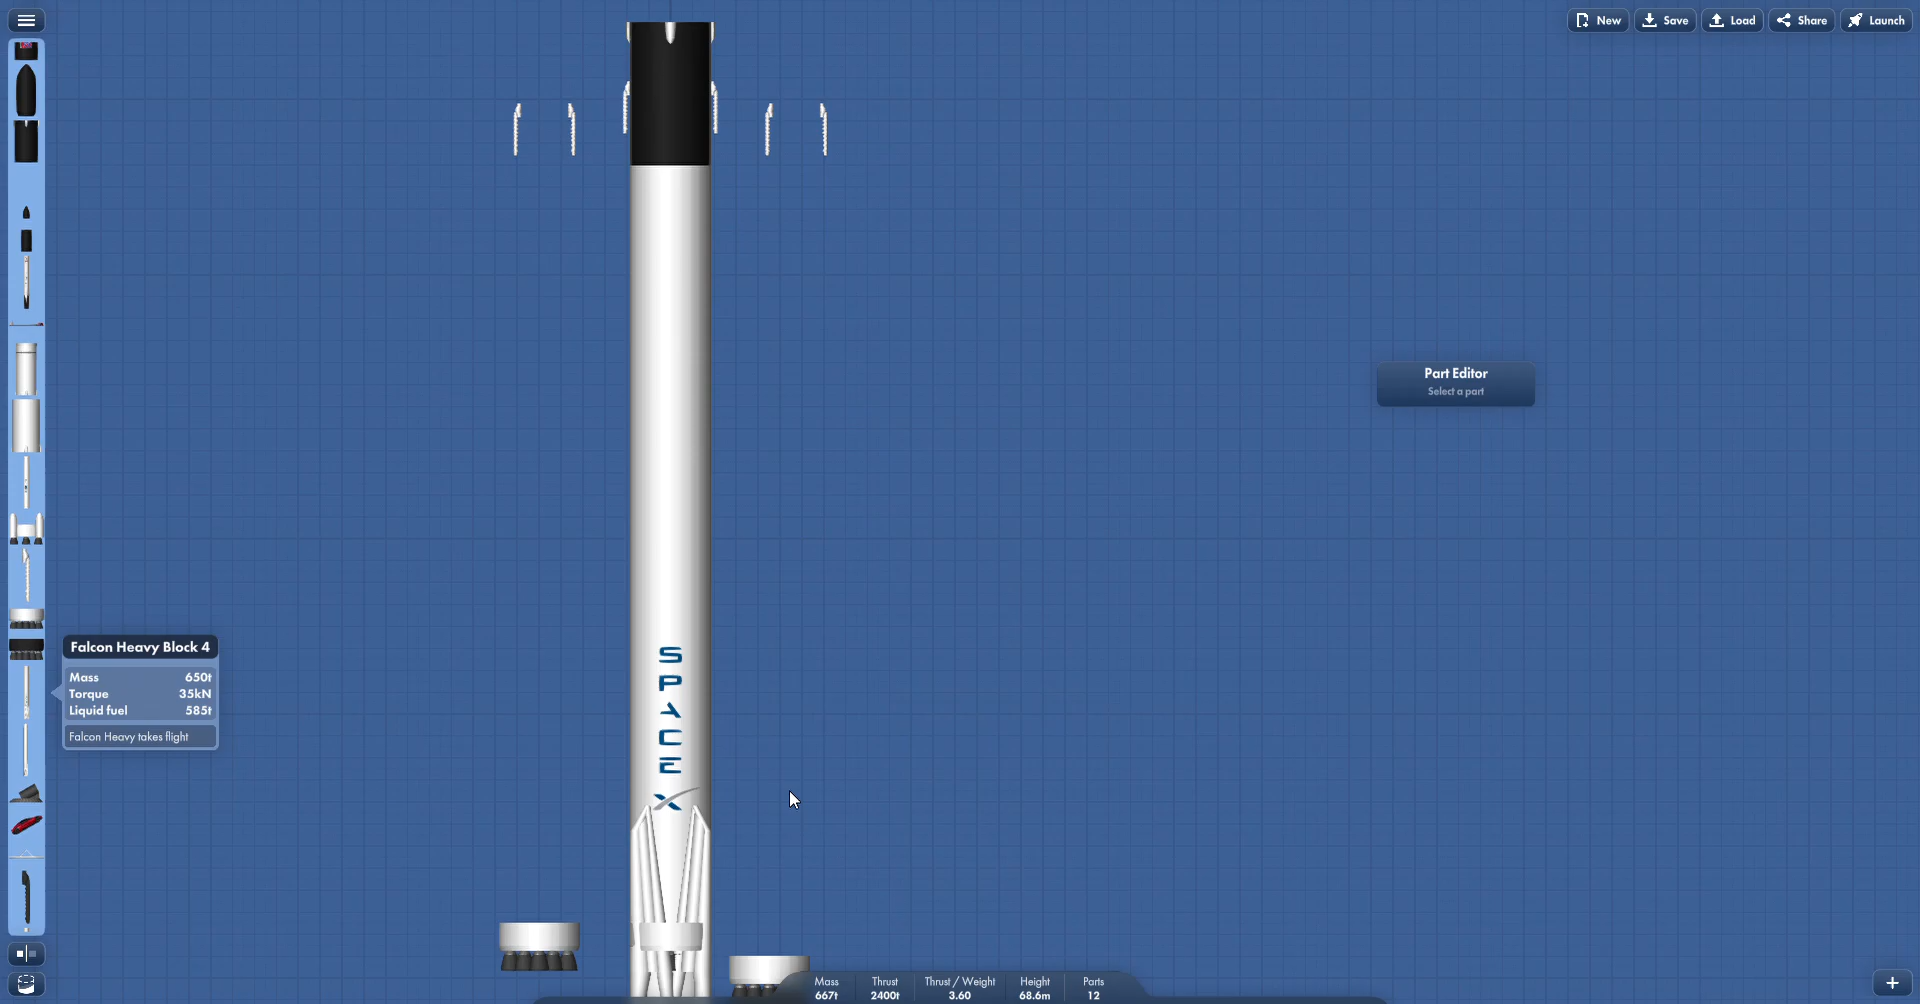 New
Save
Load
Share
Launch
Part Editor
Select a part
S
P
A
C
E
X
Falcon Heavy Block 4
Mass 650t
Torque 35kN
Liquid fuel 585t
Falcon Heavy takes flight
Mass Thrust Thrust / Weight Height Parts
667t 2400t 3.60 68.6m 12